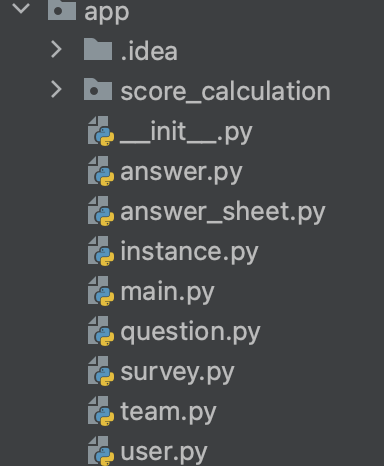 app
.idea
score_calculation
__init__.py
answer.py
answer_sheet.py
instance.py
main.py
question.py
survey.py
team.py
user.py